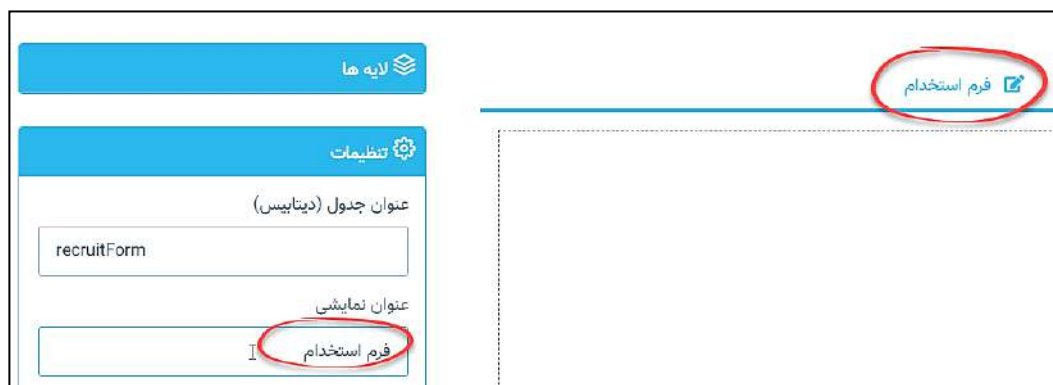 فرم استخدام
لایه ها
تنظیمات
عنوان جدول (دیتابیس)
recruitForm
عنوان نمایشی
فرم استخدام